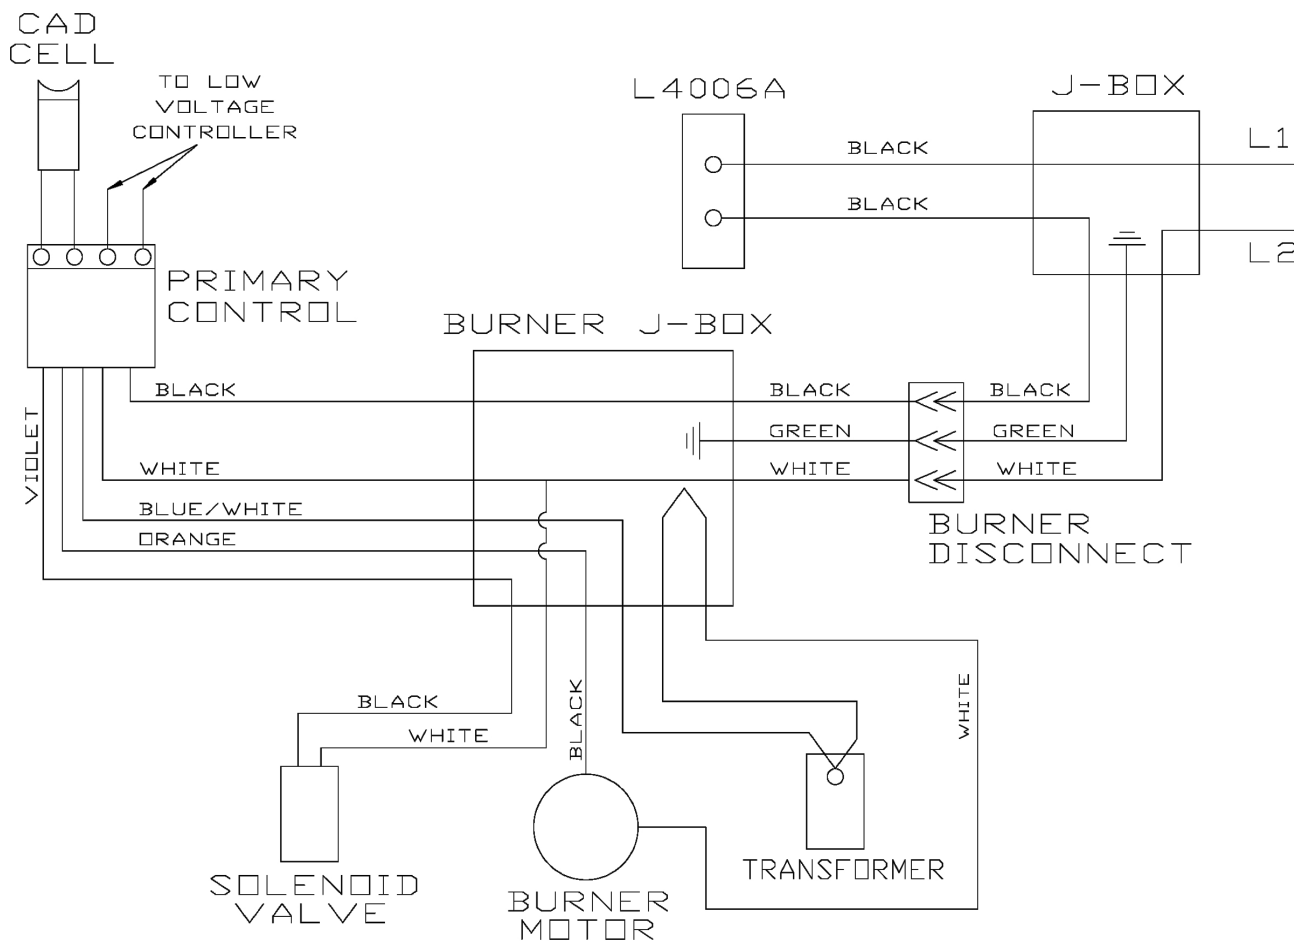 CAD
CELL
TO LOW
VOLTAGE
CONTROLLER
L4006A
J-BOX
L1
BLACK
BLACK
L2
PRIMARY
CONTROL
BURNER J-BOX
BLACK
BLACK
BLACK
GREEN
GREEN
VIOLET
WHITE
WHITE
WHITE
BLUE/WHITE
ORANGE
BURNER
DISCONNECT
BLACK
WHITE
BLACK
WHITE
SOLENOID
VALVE
BURNER
MOTOR
TRANSFORMER